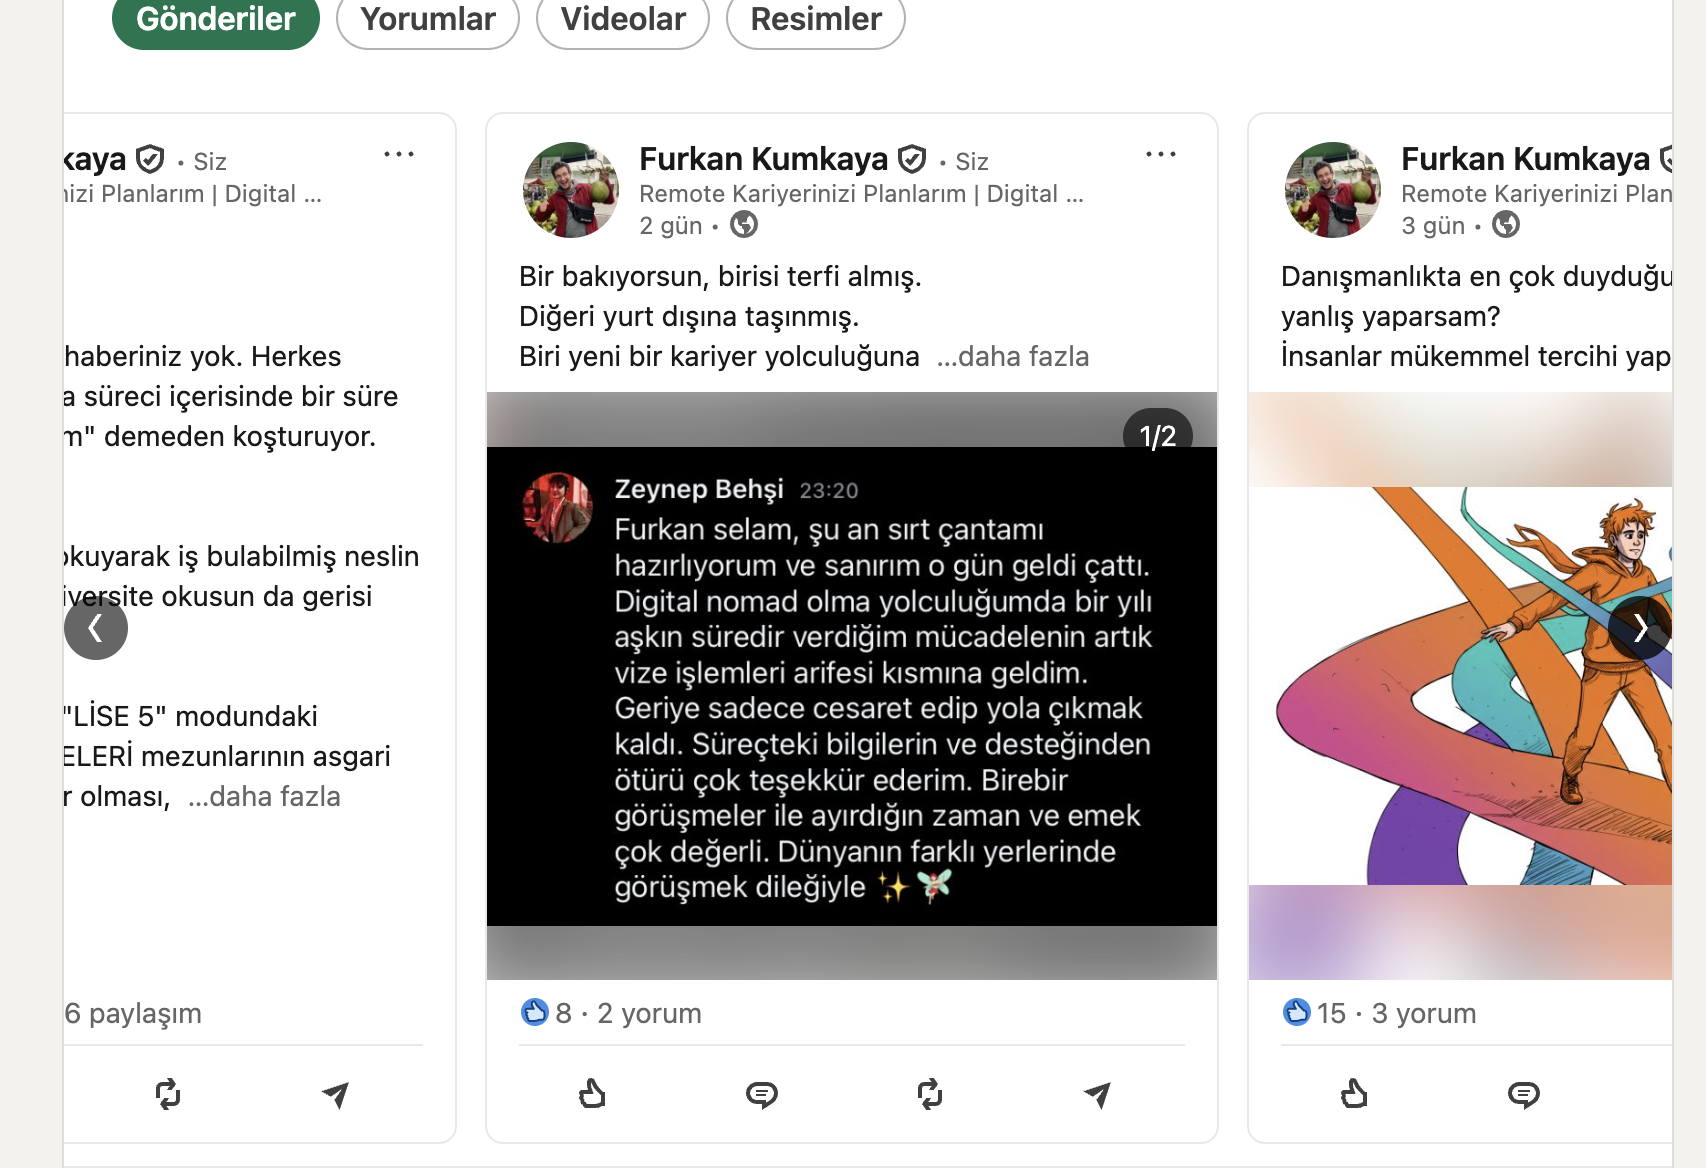 Gönderiler
Yorumlar
Videolar
Resimler
kaya • Siz
nizi Planlarım | Digital ...
haberiniz yok. Herkes
a süreci içerisinde bir süre
m" demeden koşturuyor.
okuyarak iş bulabilmiş neslin
iversite okusun da gerisi
"LİSE 5" modundaki
ELERİ mezunlarının asgari
r olması, ...daha fazla
6 paylaşım
Furkan Kumkaya • Siz
Remote Kariyerinizi Planlarım | Digital ...
2 gün •
Bir bakıyorsun, birisi terfi almış.
Diğeri yurt dışına taşınmış.
Biri yeni bir kariyer yolculuğuna ...daha fazla
1/2
Zeynep Behşi 23:20
Furkan selam, şu an sırt çantamı
hazırlıyorum ve sanırım o gün geldi çattı.
Digital nomad olma yolculuğumda bir yılı
aşkın süredir verdiğim mücadelenin artık
vize işlemleri arifesi kısmına geldim.
Geriye sadece cesaret edip yola çıkmak
kaldı. Süreçteki bilgilerin ve desteğinden
ötürü çok teşekkür ederim. Birebir
görüşmeler ile ayırdığın zaman ve emek
çok değerli. Dünyanın farklı yerlerinde
görüşmek dileğiyle ✨🧚
8 · 2 yorum
Furkan Kumkaya
Remote Kariyerinizi Plan
3 gün •
Danışmanlıkta en çok duyduğu
yanlış yaparsam?
İnsanlar mükemmel tercihi yap
15 · 3 yorum